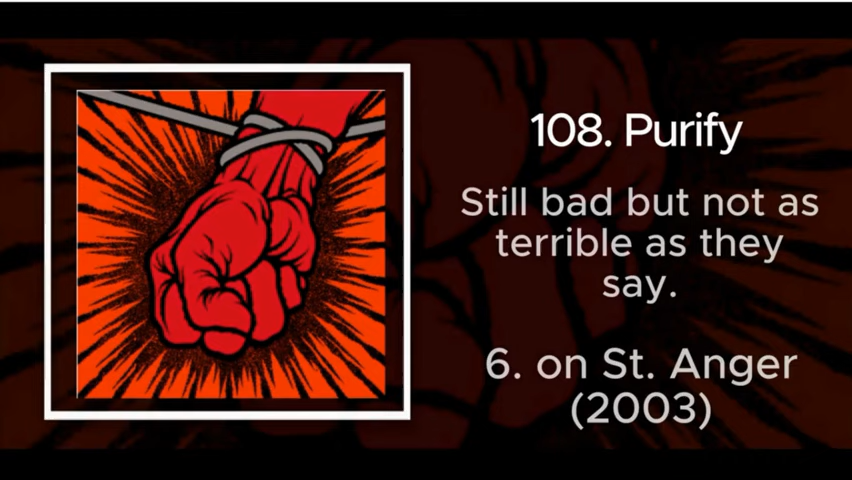 108. Purify
Still bad but not as
terrible as they
say.
6. on St. Anger
(2003)